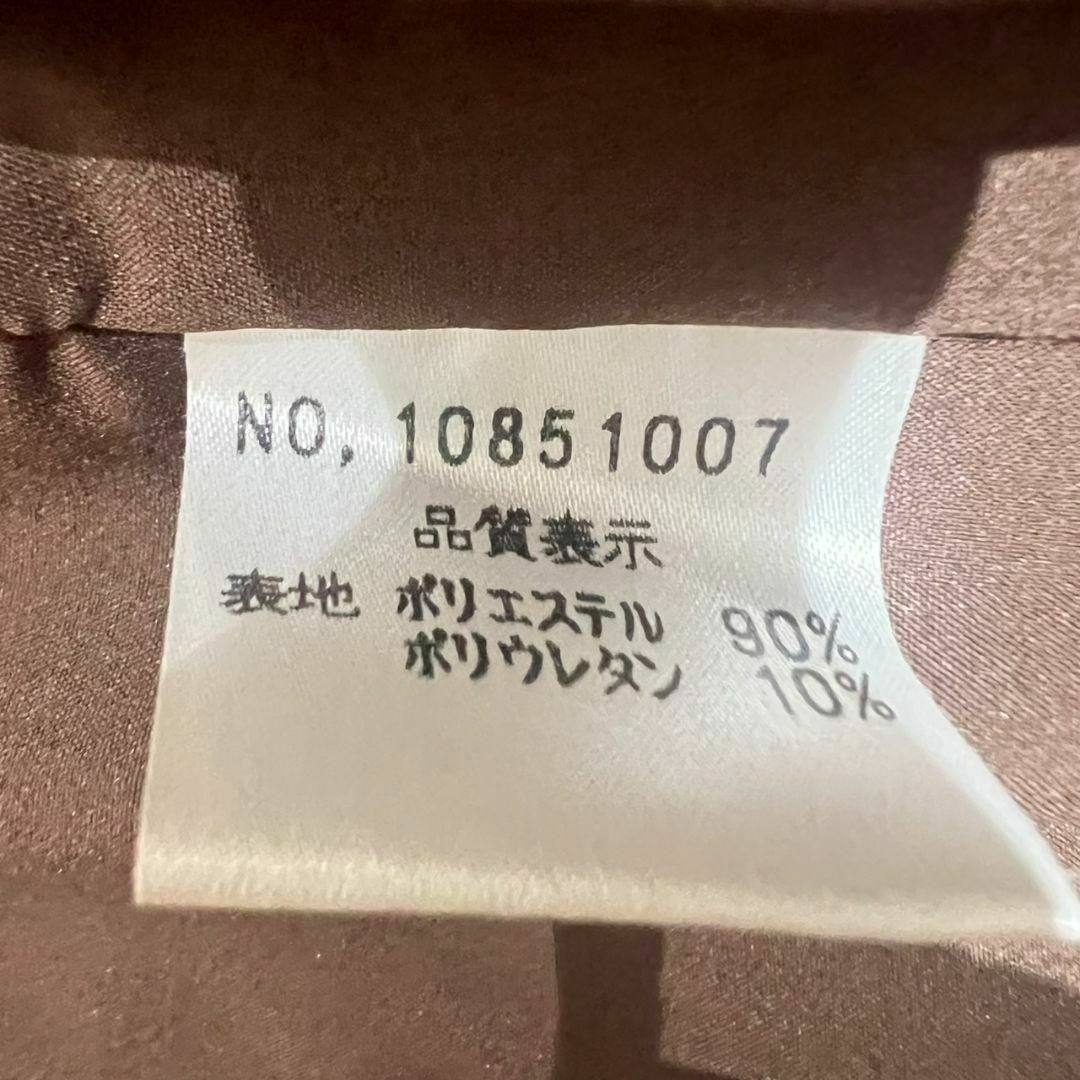 NO, 10851007
品質表示
表地 ポリエステル 90%
ポリウレタン 10%